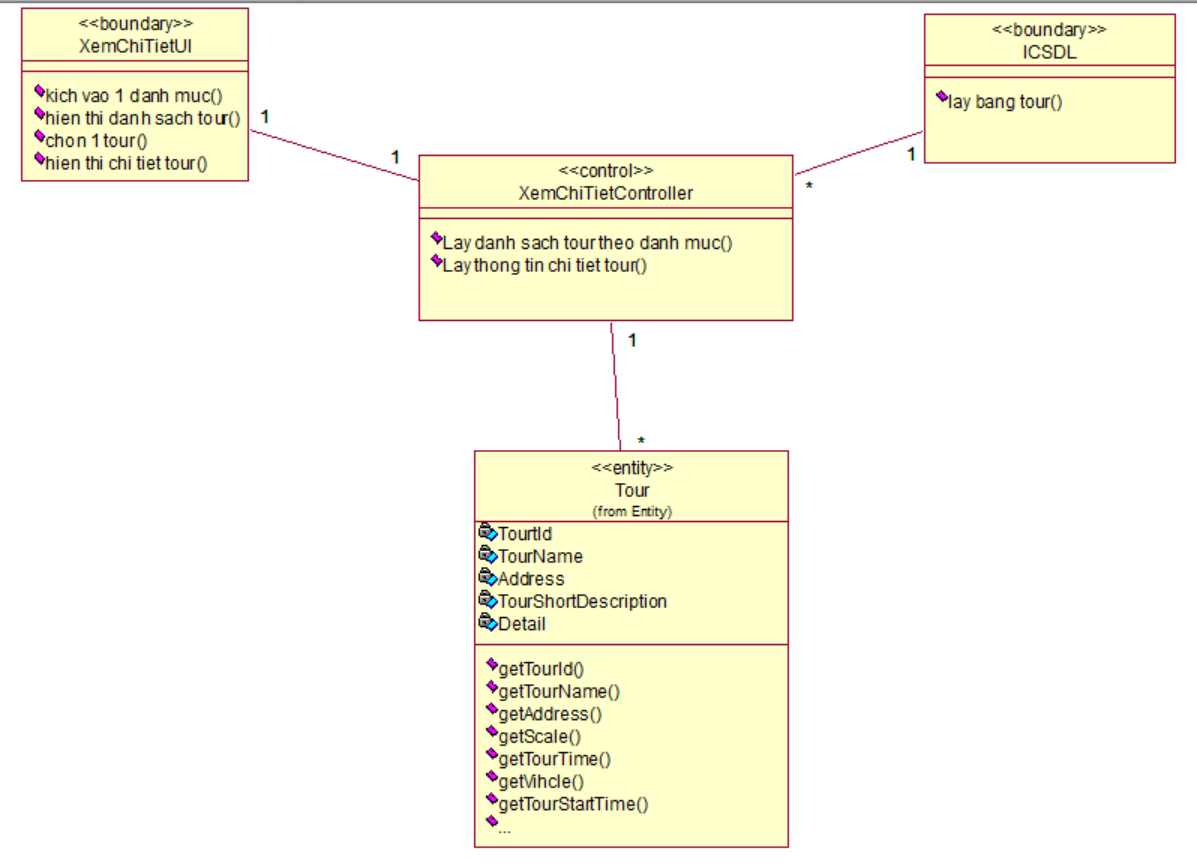 <<boundary>>
XemChiTietUI
kich vao 1 danh muc()
hien thi danh sach tour()
chon 1 tour()
hien thi chi tiet tour()
1
1
<<boundary>>
ICSDL
lay bang tour()
1
*
<<control>>
XemChiTietController
Lay danh sach tour theo danh muc()
Lay thong tin chi tiet tour()
1
*
<<entity>>
Tour
(from Entity)
TourtId
TourName
Address
TourShortDescription
Detail
getTourId()
getTourName()
getAddress()
getScale()
getTourTime()
getVihcle()
getTourStartTime()
...